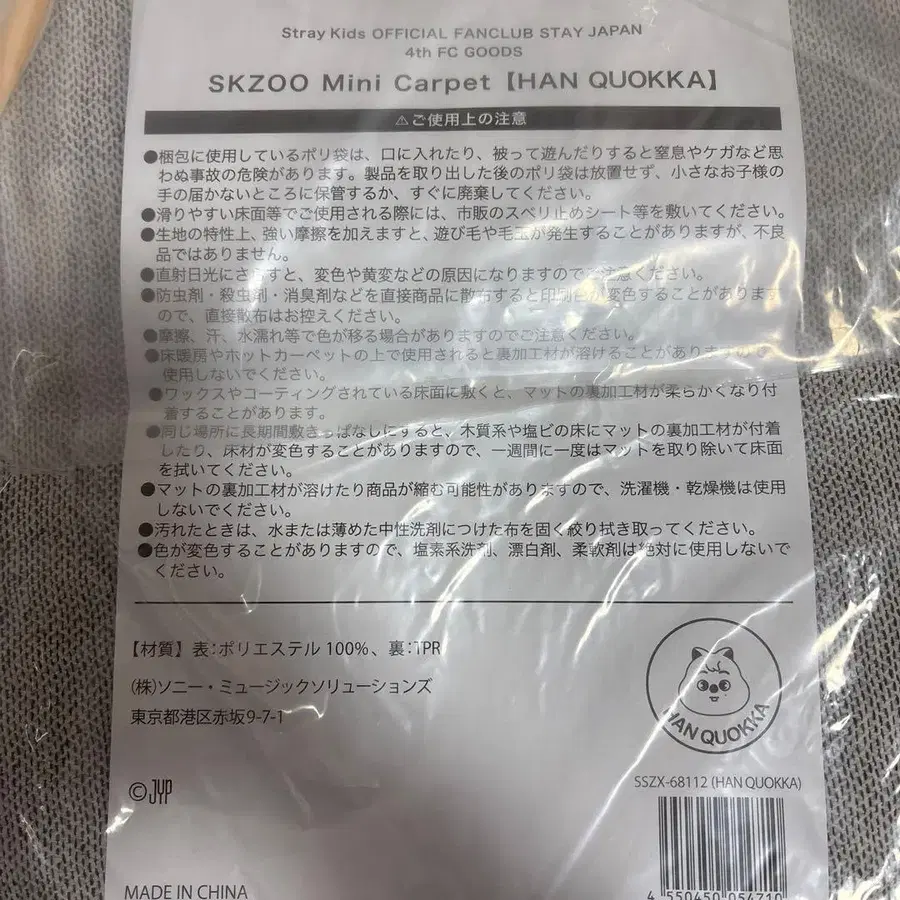 Stray Kids OFFICIAL FANCLUB STAY JAPAN
4th FC GOODS
SKZOO Mini Carpet【HAN QUOKKA】
⚠ご使用上の注意
●梱包に使用しているポリ袋は、口に入れたり、被って遊んだりすると窒息やケガなど思
わぬ事故の危険があります。製品を取り出した後のポリ袋は放置せず、小さなお子様の
手の届かないところに保管するか、すぐに廃棄してください。
●滑りやすい床面等でご使用される際には、市販のスベリ止めシート等を敷いてください。
●生地の特性上、強い摩擦を加えますと、遊び毛や毛玉が発生することがありますが、不良
品ではありません。
●直射日光にさらすと、変色や黄変などの原因になりますのでご注意ください。
●防虫剤・殺虫剤・消臭剤などを直接商品に散布すると印刷色が変色することがあります
ので、直接散布はお控えください。
●摩擦、汗、水濡れ等で色が移る場合がありますのでご注意ください。
●床暖房やホットカーペットの上で使用されると裏加工材が溶けることがありますので
使用しないでください。
●ワックスやコーティングされている床面に敷くと、マットの裏加工材が柔らかくなり付
着することがあります。
●同じ場所に長期間敷きっぱなしにすると、木質系や塩ビの床にマットの裏加工材が付着
したり、床材が変色することがありますので、一週間に一度はマットを取り除いて床面
を拭いてください。
●マットの裏加工材が溶けたり商品が縮む可能性がありますので、洗濯機・乾燥機は使用
しないでください。
●汚れたときは、水または薄めた中性洗剤につけた布を固く絞り拭き取ってください。
●色が変色することがありますので、塩素系洗剤、漂白剤、柔軟剤は絶対に使用しないで
ください。
【材質】表：ポリエステル 100%、裏：TPR
(株)ソニー・ミュージックソリューションズ
東京都港区赤坂9-7-1
HAN QUOKKA
©JYP
SSZX-68112 (HAN QUOKKA)
4 550450 054710
MADE IN CHINA